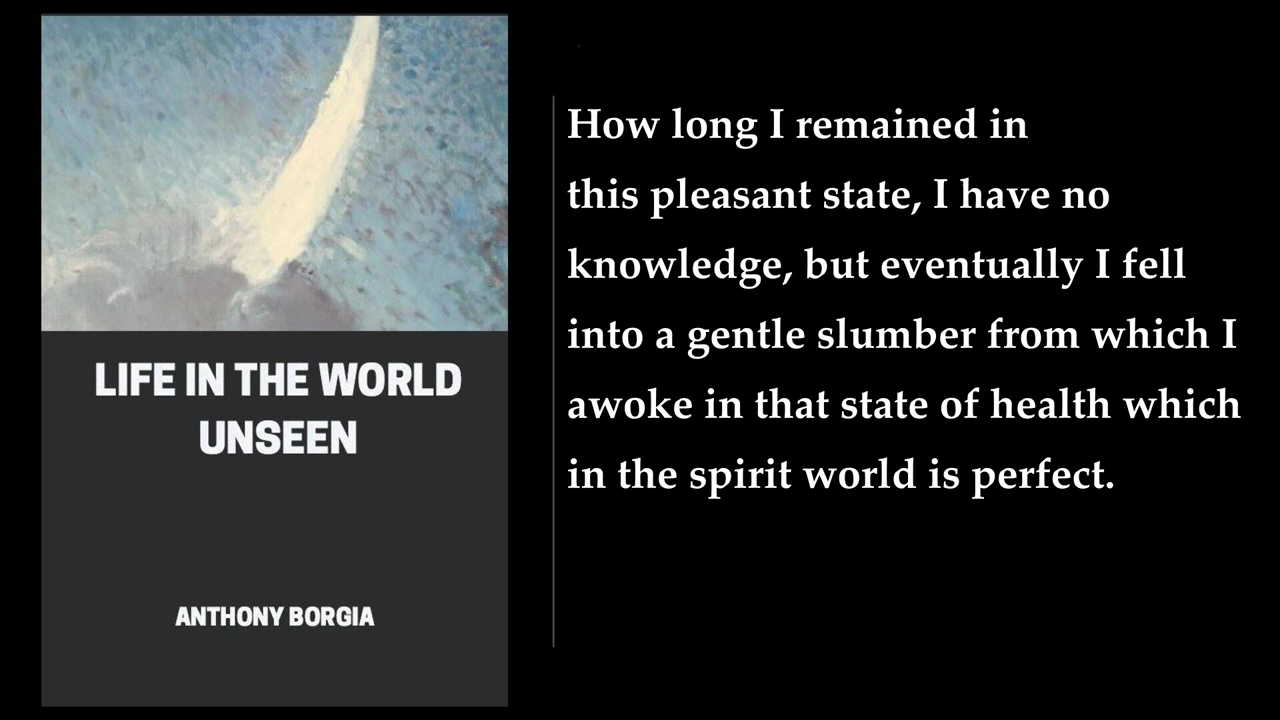 LIFE IN THE WORLD
UNSEEN
ANTHONY BORGIA
How long I remained in
this pleasant state, I have no
knowledge, but eventually I fell
into a gentle slumber from which I
awoke in that state of health which
in the spirit world is perfect.